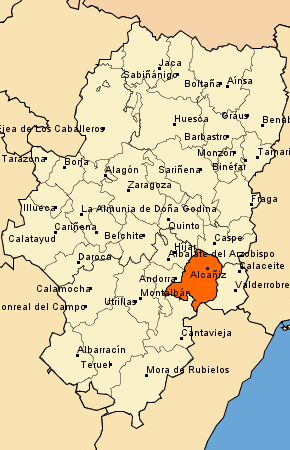 Jaca
Sabiñánigo
Boltaña
Aínsa
Huesca
Graus
Benab
Ejea de Los Caballeros
Barbastro
Monzón
Tamari
Tarazona
Borja
Binéfar
Alagón
Sariñena
Zaragoza
Fraga
Illueca
La Almunia de Doña Godina
Cariñena
Quinto
Calatayud
Belchite
Caspe
Híjar
Albalate del Arzobispo
Daroca
Alcañiz
Calaceite
Andorra
Calamocha
Montalbán
Valderrobre
onreal del Campo
Utrillas
Cantavieja
Albarracín
Teruel
Mora de Rubielos